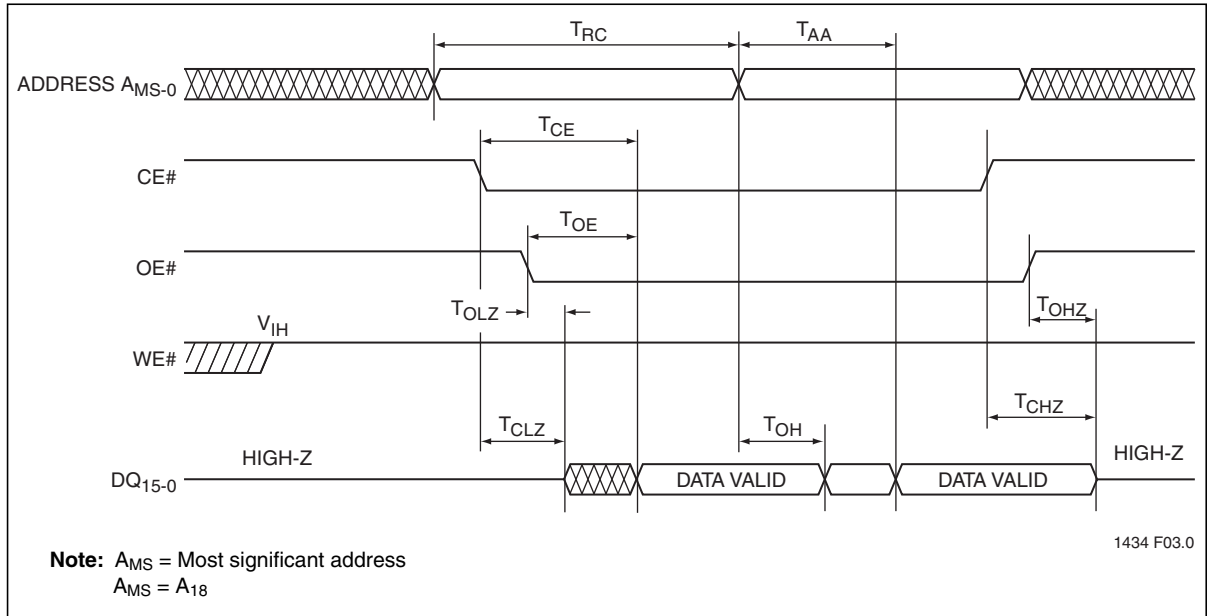 T_RC
T_AA
ADDRESS A_MS-0
T_CE
CE#
T_OE
OE#
T_OLZ
T_OHZ
V_IH
WE#
T_CHZ
T_CLZ
T_OH
HIGH-Z
HIGH-Z
DQ_15-0
DATA VALID
DATA VALID
1434 F03.0
Note: A_MS = Most significant address
A_MS = A_18